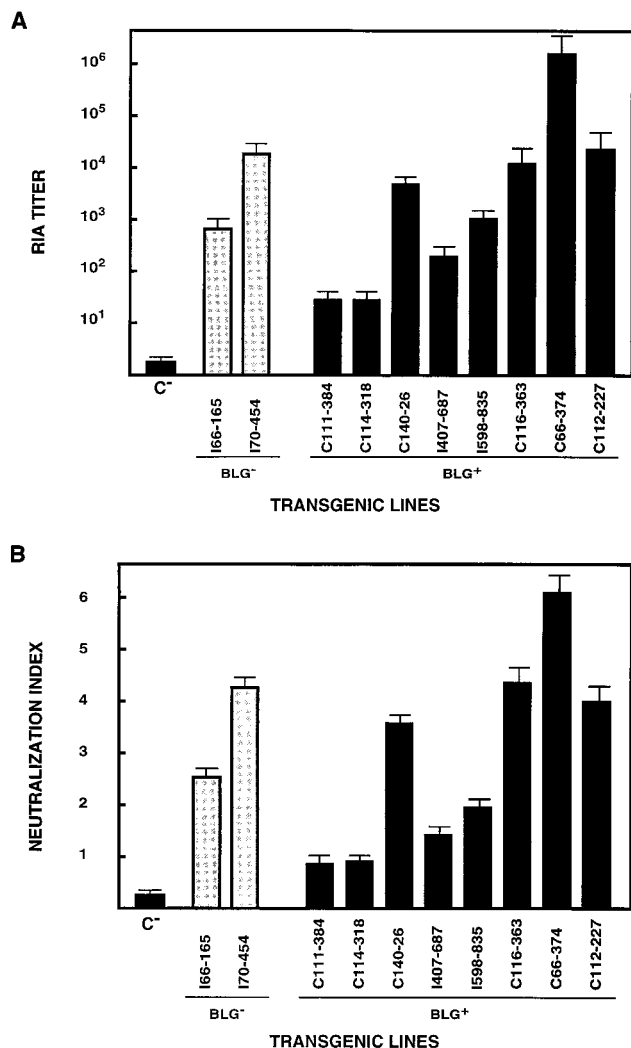 A
RIA TITER
10⁶
10⁵
10⁴
10³
10²
10¹
C⁻
I66-165
I70-454
C111-384
C114-318
C140-26
I407-687
I598-835
C116-363
C66-374
C112-227
BLG⁻
BLG⁺
TRANSGENIC LINES
B
NEUTRALIZATION INDEX
6
5
4
3
2
1
C⁻
I66-165
I70-454
C111-384
C114-318
C140-26
I407-687
I598-835
C116-363
C66-374
C112-227
BLG⁻
BLG⁺
TRANSGENIC LINES